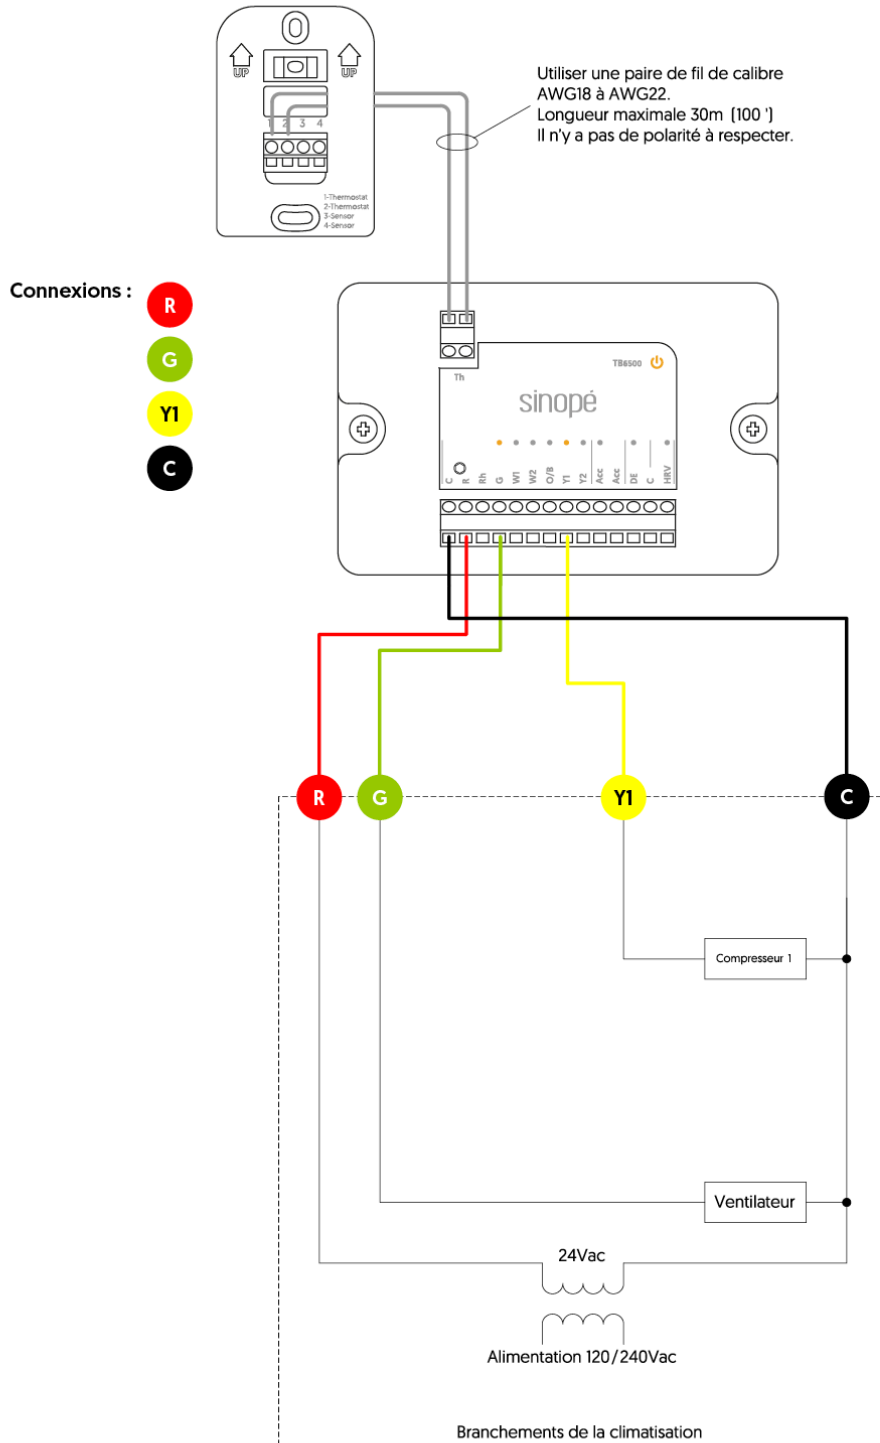 UP
UP
1 2 3 4
1-Thermostat
2-Thermostat
3-Sensor
4-Sensor
Utiliser une paire de fil de calibre
AWG18 à AWG22.
Longueur maximale 30m (100 ')
Il n'y a pas de polarité à respecter.
Connexions :
R
G
Y1
C
Th
TB6500
sinopé
C R Rh G W1 W2 O/B Y1 Y2 Acc Acc DE C HRV
R G Y1 C
Compresseur 1
Ventilateur
24Vac
Alimentation 120/240Vac
Branchements de la climatisation